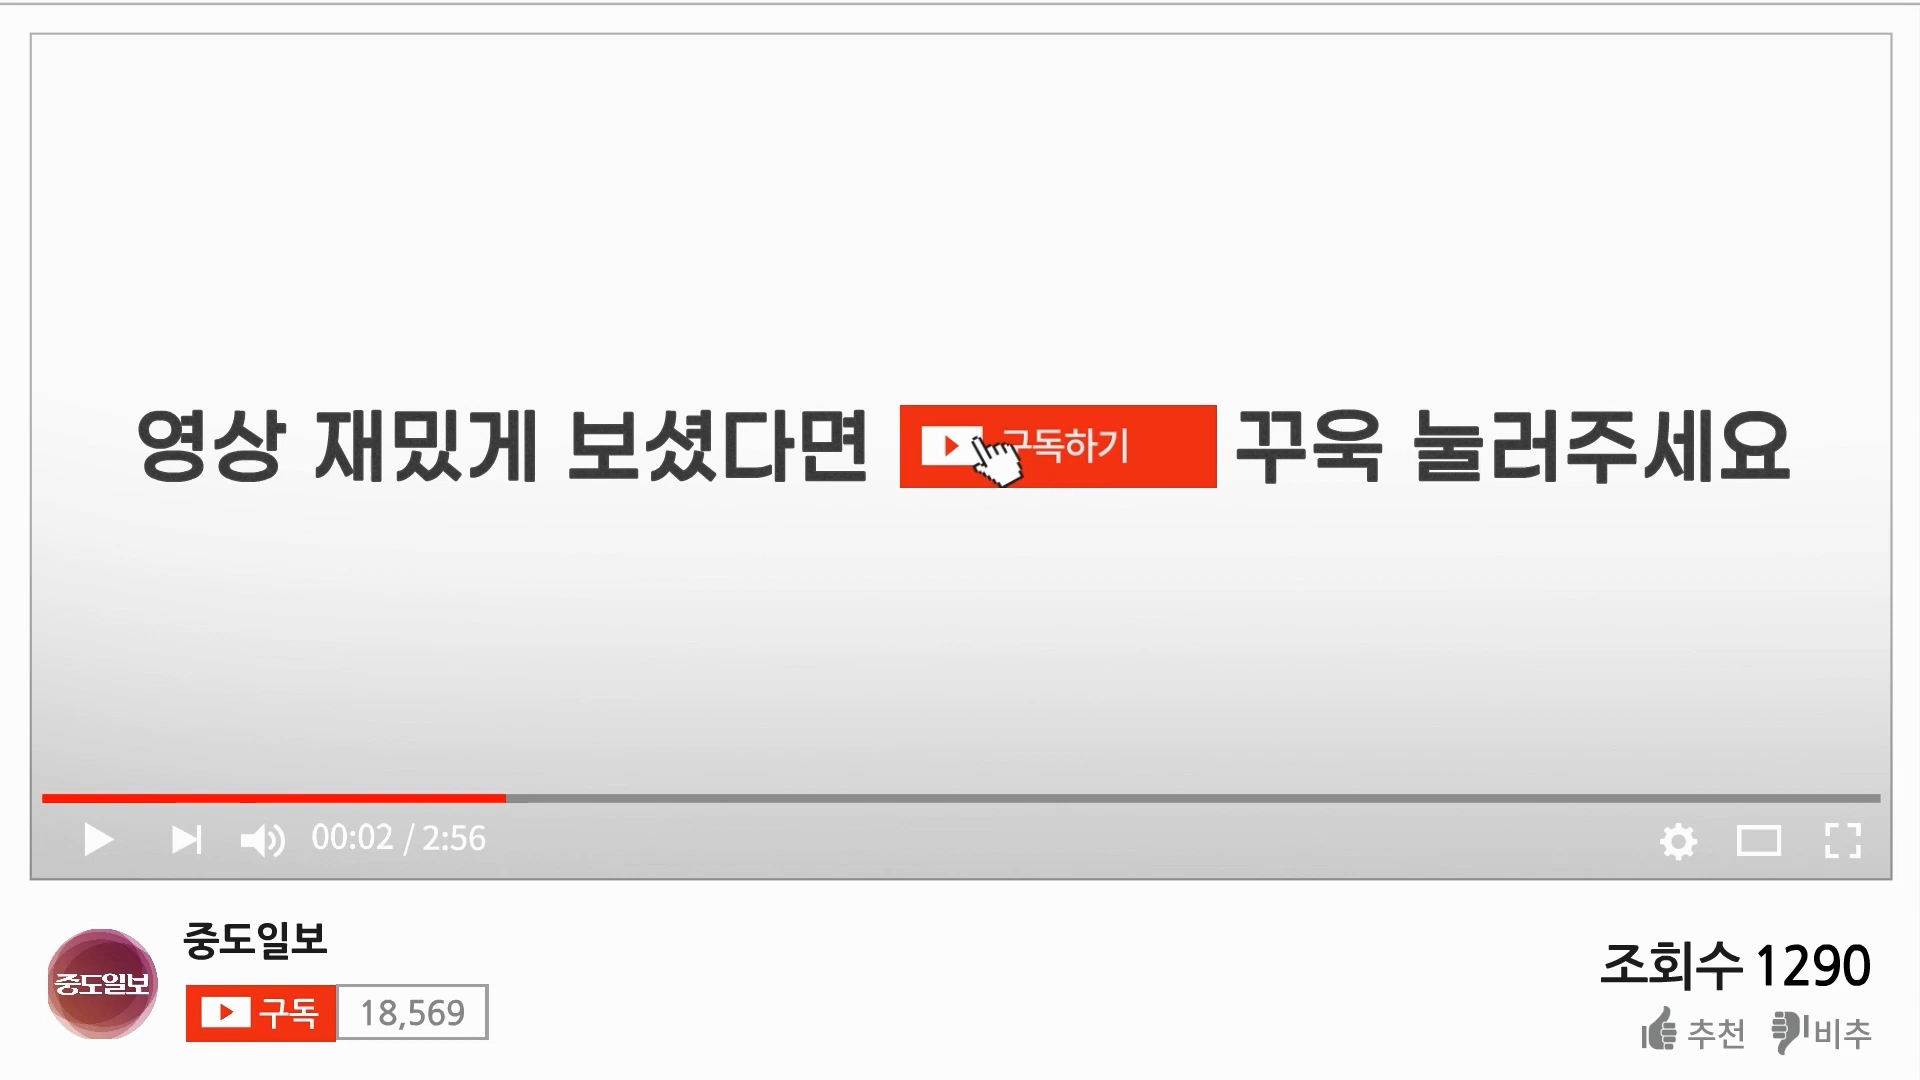 영상 재밌게 보셨다면 구독하기 꾸욱 눌러주세요
00:02 / 2:56
중도일보
중도일보
구독 18,569
조회수 1290
추천 비추